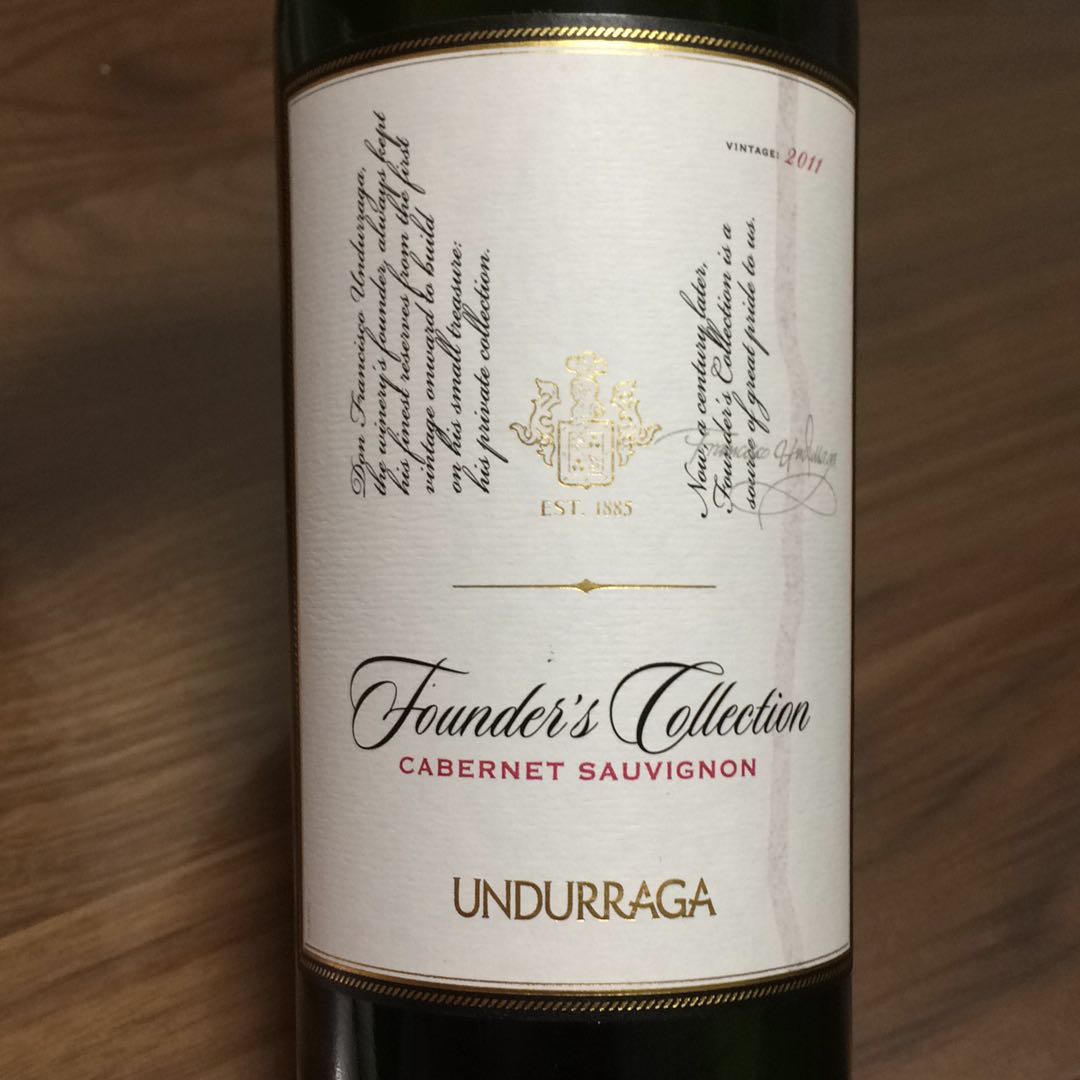 Don Francisco Undurraga,
the winery's founder, always kept
his finest reserves from the first
vintage onward to build
on his small treasure:
his private collection.
VINTAGE: 2011
Now a century later,
Founder's Collection is a
source of great pride to us.
Francisco Undurraga
EST. 1885
Founder's Collection
CABERNET SAUVIGNON
UNDURRAGA